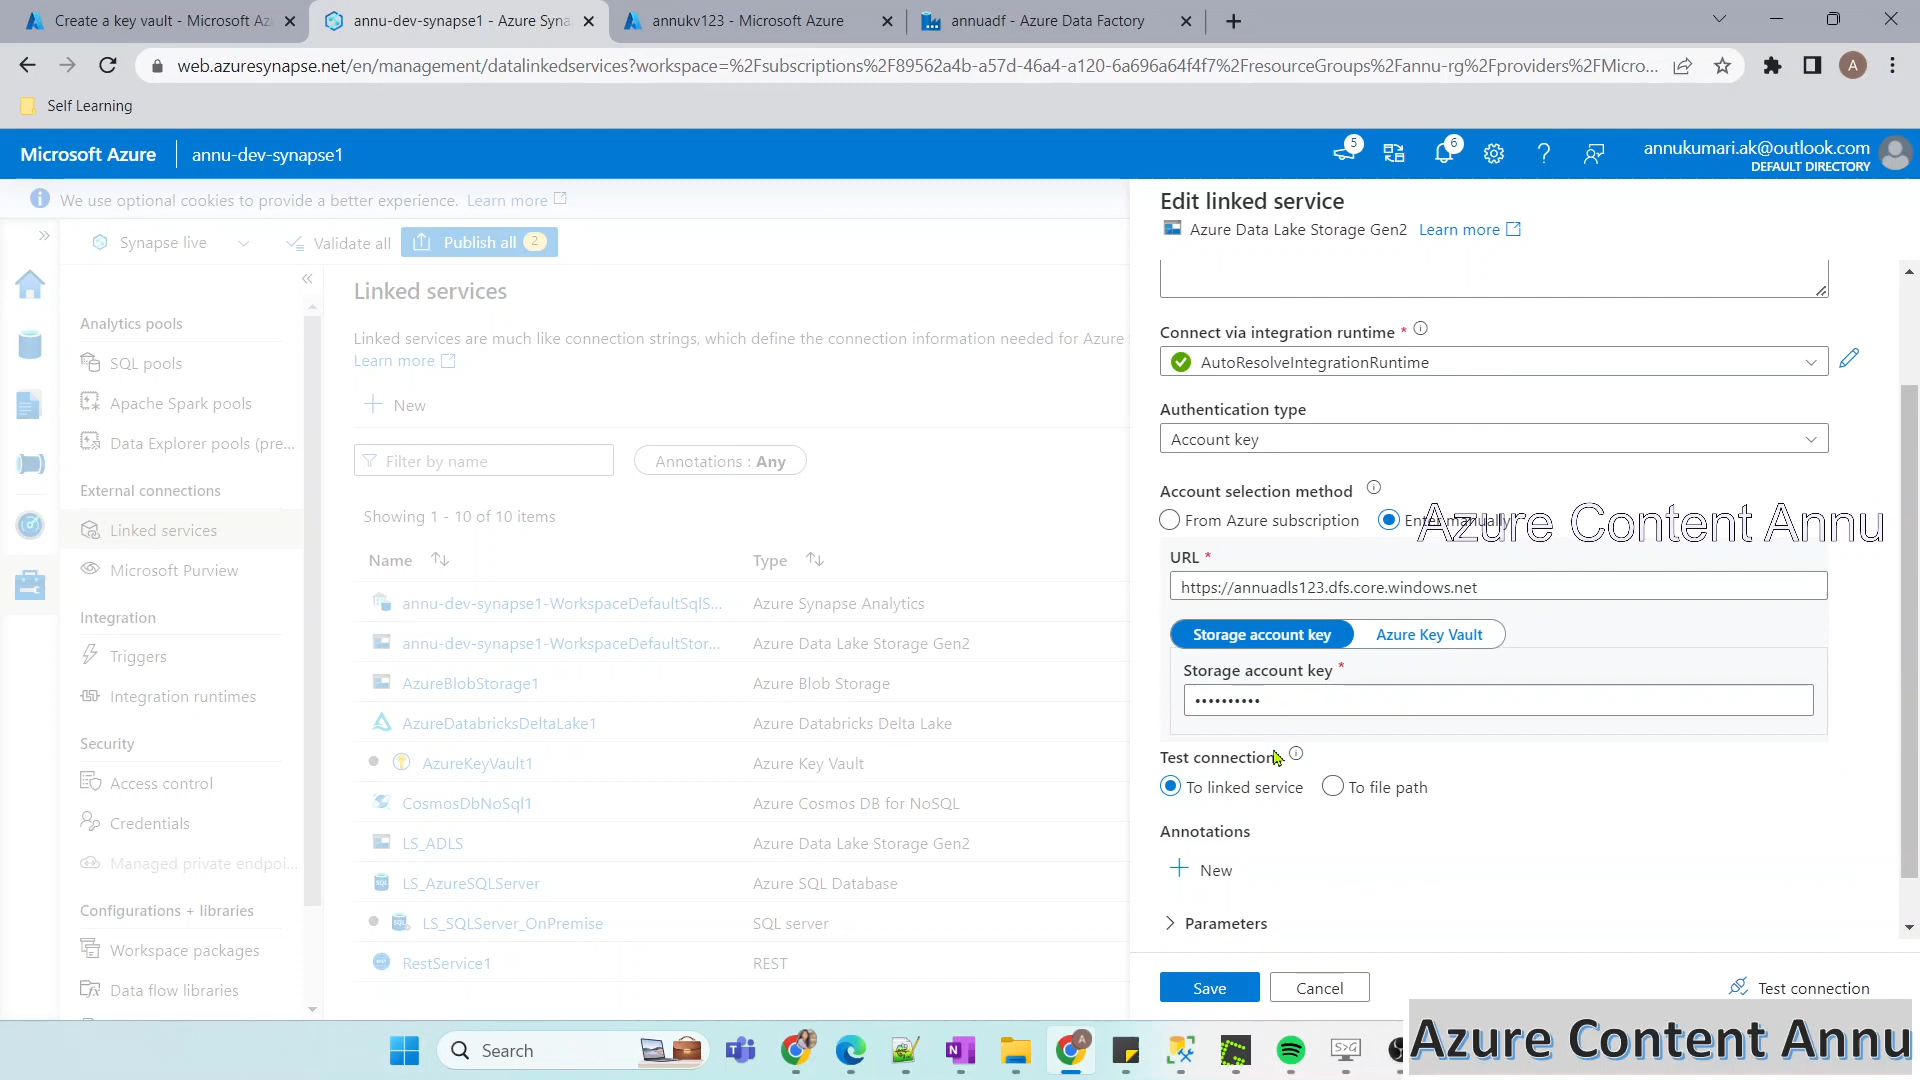 Create a key vault - Microsoft Az
annu-dev-synapse1 - Azure Syna
annukv123 - Microsoft Azure
annuadf - Azure Data Factory
web.azuresynapse.net/en/management/datalinkedservices?workspace=%2Fsubscriptions%2F89562a4b-a57d-46a4-a120-6a696a64f4f7%2FresourceGroups%2Fannu-rg%2Fproviders%2FMicro...
A
Self Learning
Microsoft Azure
annu-dev-synapse1
5
6
annukumari.ak@outlook.com
DEFAULT DIRECTORY
We use optional cookies to provide a better experience. Learn more
Synapse live
Validate all
Publish all 2
Analytics pools
SQL pools
Apache Spark pools
Data Explorer pools (pre...
External connections
Linked services
Microsoft Purview
Integration
Triggers
Integration runtimes
Security
Access control
Credentials
Managed private endpoi...
Configurations + libraries
Workspace packages
Data flow libraries
Linked services
Linked services are much like connection strings, which define the connection information needed for Azure
Learn more
New
Filter by name
Annotations : Any
Showing 1 - 10 of 10 items
Name Type
annu-dev-synapse1-WorkspaceDefaultSqlS... Azure Synapse Analytics
annu-dev-synapse1-WorkspaceDefaultStor... Azure Data Lake Storage Gen2
AzureBlobStorage1 Azure Blob Storage
AzureDatabricksDeltaLake1 Azure Databricks Delta Lake
AzureKeyVault1 Azure Key Vault
CosmosDbNoSql1 Azure Cosmos DB for NoSQL
LS_ADLS Azure Data Lake Storage Gen2
LS_AzureSQLServer Azure SQL Database
LS_SQLServer_OnPremise SQL server
RestService1 REST
Edit linked service
Azure Data Lake Storage Gen2 Learn more
Connect via integration runtime *
AutoResolveIntegrationRuntime
Authentication type
Account key
Account selection method
From Azure subscription
Enter manually
Azure Content Annu
URL *
https://annuadls123.dfs.core.windows.net
Storage account key
Azure Key Vault
Storage account key *
••••••••••
Test connection
To linked service
To file path
Annotations
New
Parameters
Save
Cancel
Test connection
Search
Azure Content Annu